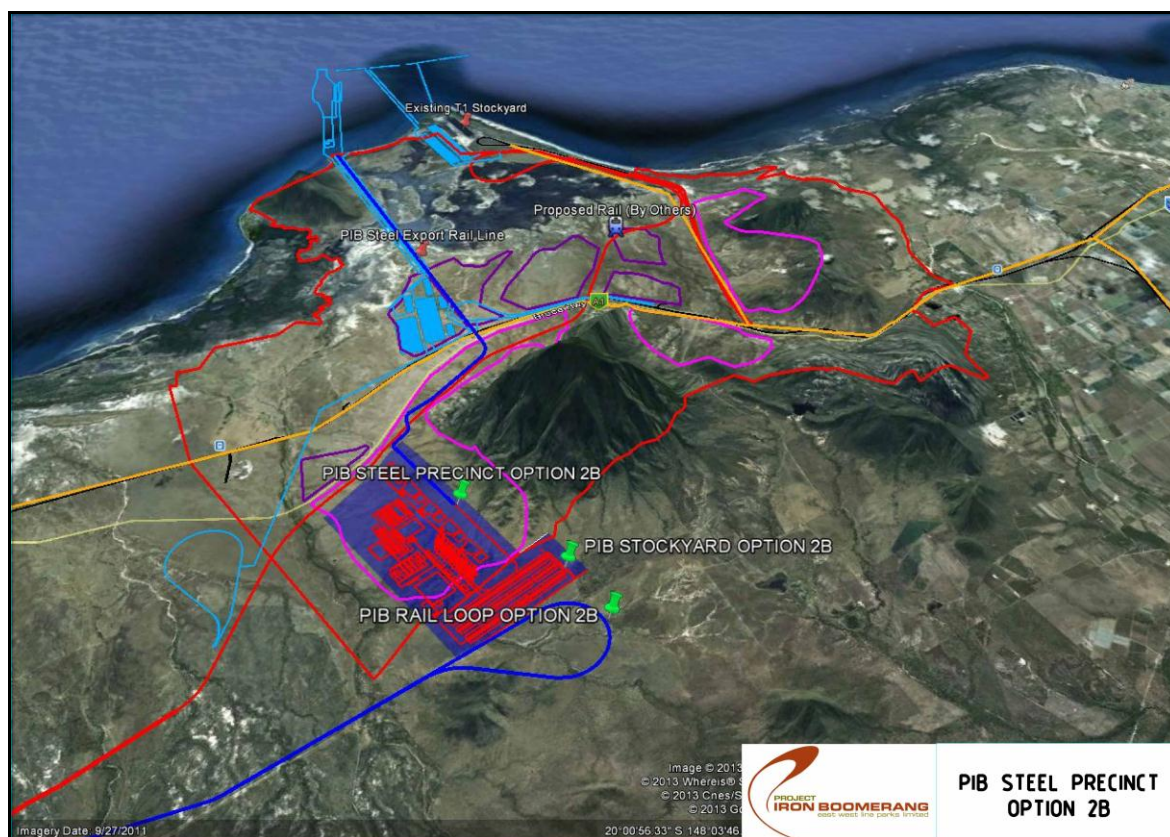 Existing T1 Stockyard
Proposed Rail (By Others)
PIB Steel Export Rail Line
PIB STEEL PRECINCT OPTION 2B
PIB STOCKYARD OPTION 2B
PIB RAIL LOOP OPTION 2B
Image © 2013
© 2013 Whereis®
© 2013 Cnes/S
© 2013 Go
Imagery Date: 9/27/2011
20°00'56.33" S 148°03'46
PROJECT
IRON BOOMERANG
east west line parks limited
PIB STEEL PRECINCT
OPTION 2B